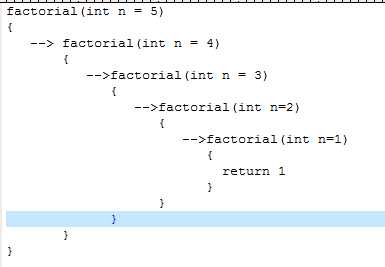 factorial(int n = 5)
{
--> factorial(int n = 4)
{
-->factorial(int n = 3)
{
-->factorial(int n=2)
{
-->factorial(int n=1)
{
return 1
}
}
}
}
}